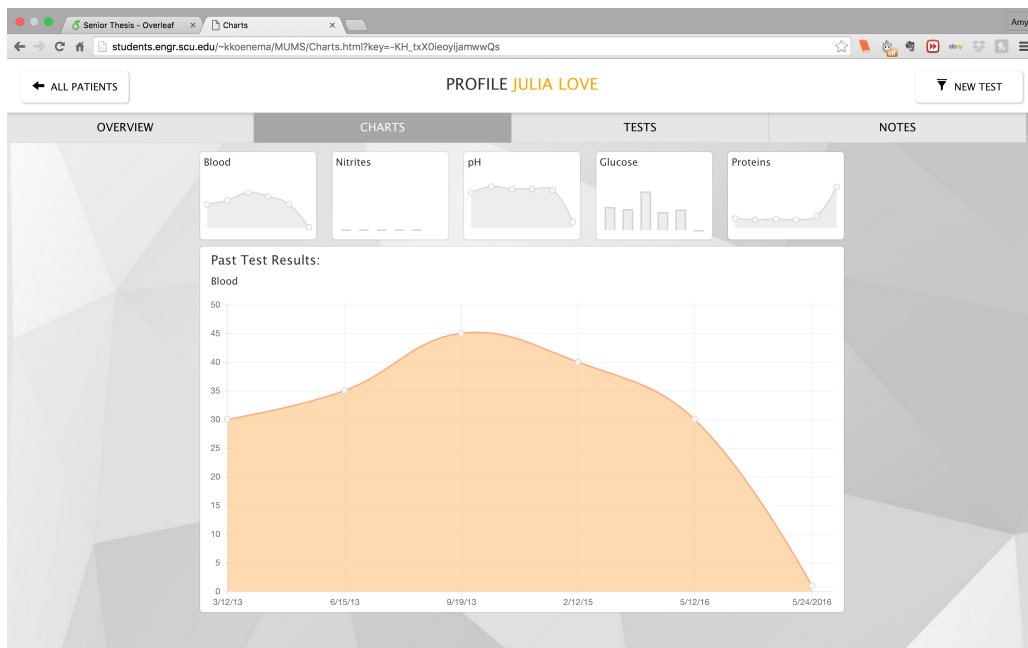 Senior Thesis - Overleaf × Charts × Amy
students.engr.scu.edu/~kkoenema/MUMS/Charts.html?key=-KH_txX0ieoyijamwwQs off ebay
ALL PATIENTS PROFILE JULIA LOVE NEW TEST
OVERVIEW CHARTS TESTS NOTES
Blood Nitrites pH Glucose Proteins
Past Test Results:
Blood
50
45
40
35
30
25
20
15
10
5
0
3/12/13 6/15/13 9/19/13 2/12/15 5/12/16 5/24/2016